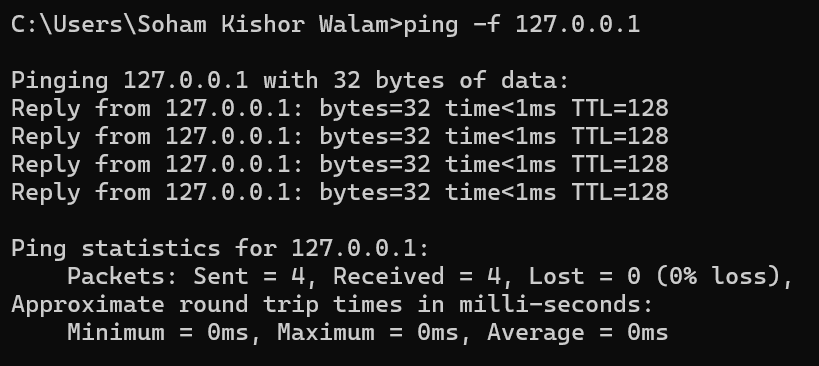 C:\Users\Soham Kishor Walam>ping -f 127.0.0.1
Pinging 127.0.0.1 with 32 bytes of data:
Reply from 127.0.0.1: bytes=32 time<1ms TTL=128
Reply from 127.0.0.1: bytes=32 time<1ms TTL=128
Reply from 127.0.0.1: bytes=32 time<1ms TTL=128
Reply from 127.0.0.1: bytes=32 time<1ms TTL=128
Ping statistics for 127.0.0.1:
    Packets: Sent = 4, Received = 4, Lost = 0 (0% loss),
Approximate round trip times in milli-seconds:
    Minimum = 0ms, Maximum = 0ms, Average = 0ms